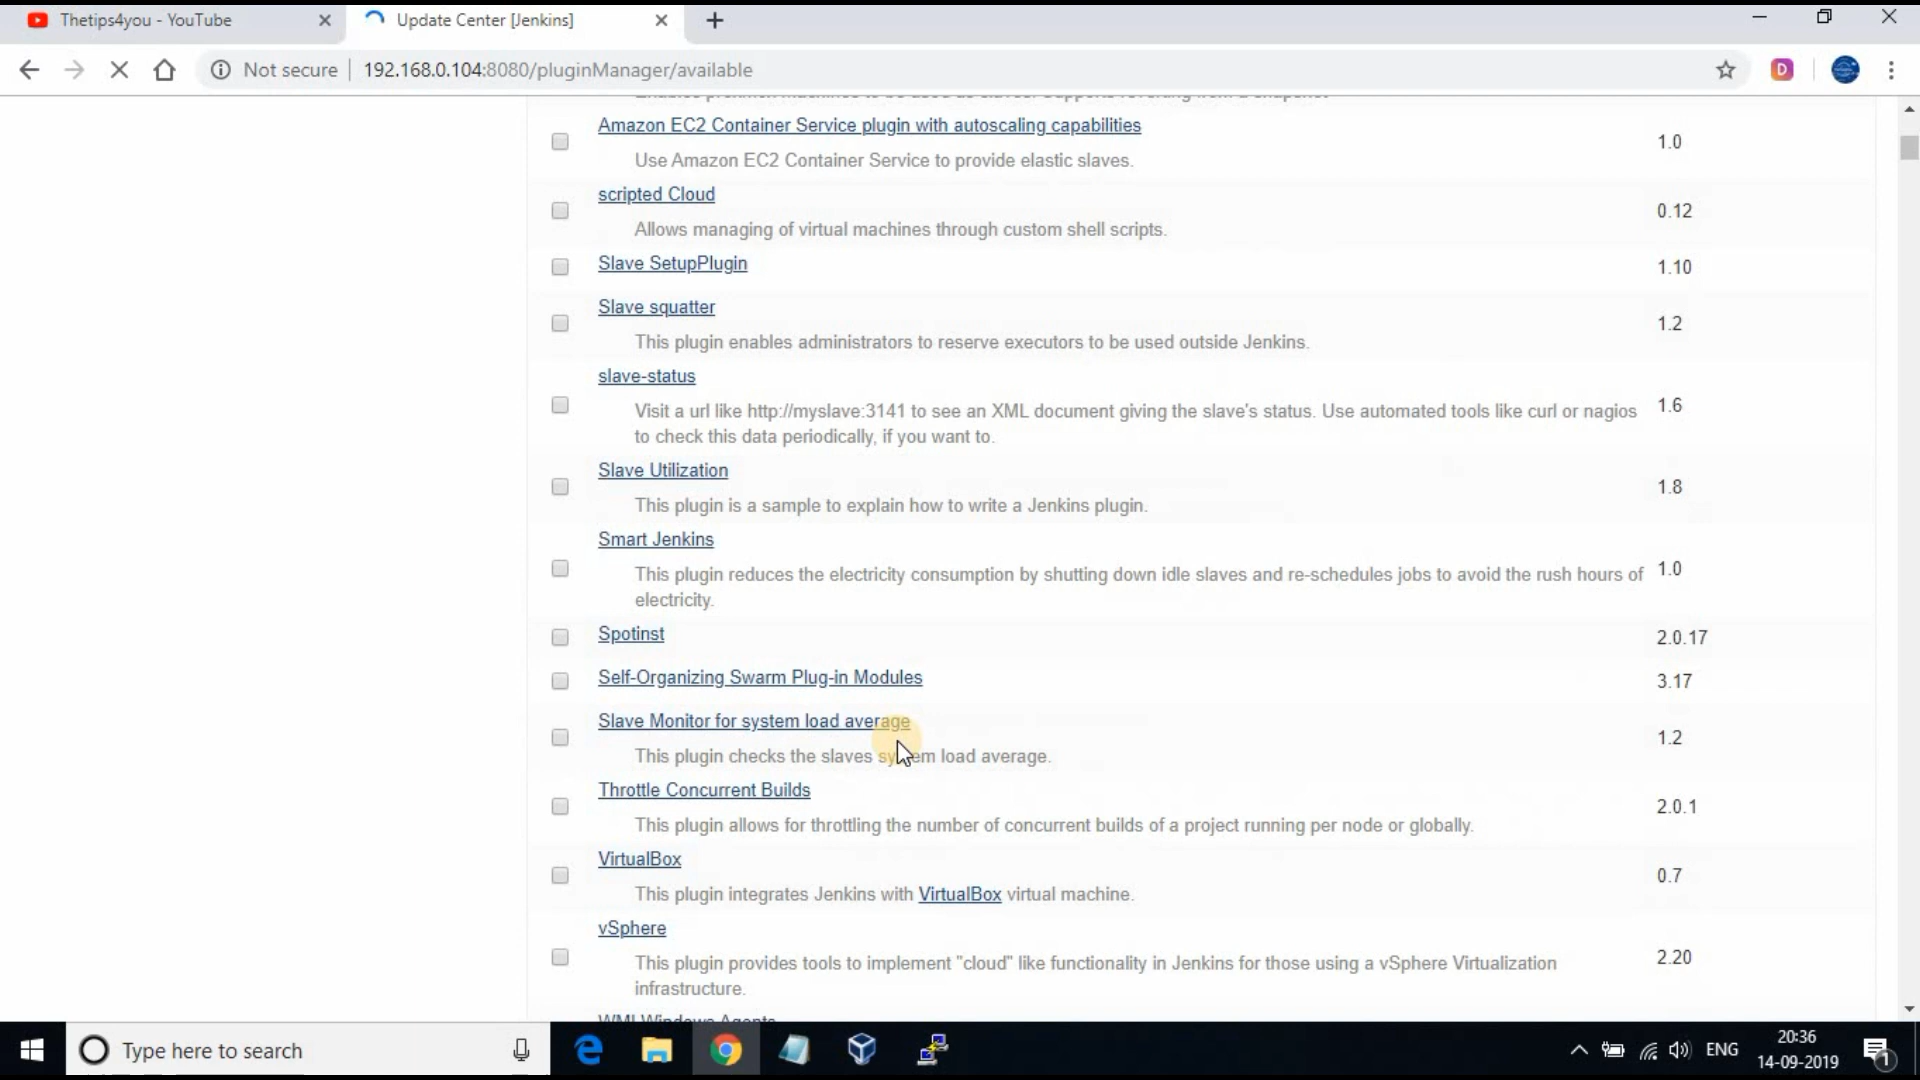 Thetips4you - YouTube
Update Center [Jenkins]
Not secure
192.168.0.104:8080/pluginManager/available
Amazon EC2 Container Service plugin with autoscaling capabilities
1.0
Use Amazon EC2 Container Service to provide elastic slaves.
scripted Cloud
0.12
Allows managing of virtual machines through custom shell scripts.
Slave SetupPlugin
1.10
Slave squatter
1.2
This plugin enables administrators to reserve executors to be used outside Jenkins.
slave-status
Visit a url like http://myslave:3141 to see an XML document giving the slave's status. Use automated tools like curl or nagios
1.6
to check this data periodically, if you want to.
Slave Utilization
1.8
This plugin is a sample to explain how to write a Jenkins plugin.
Smart Jenkins
This plugin reduces the electricity consumption by shutting down idle slaves and re-schedules jobs to avoid the rush hours of
1.0
electricity.
Spotinst
2.0.17
Self-Organizing Swarm Plug-in Modules
3.17
Slave Monitor for system load average
1.2
This plugin checks the slaves system load average.
Throttle Concurrent Builds
2.0.1
This plugin allows for throttling the number of concurrent builds of a project running per node or globally.
VirtualBox
0.7
This plugin integrates Jenkins with VirtualBox virtual machine.
vSphere
2.20
This plugin provides tools to implement "cloud" like functionality in Jenkins for those using a vSphere Virtualization
infrastructure.
WMI Windows Agents
Type here to search
D
ENG
20:36
14-09-2019
1